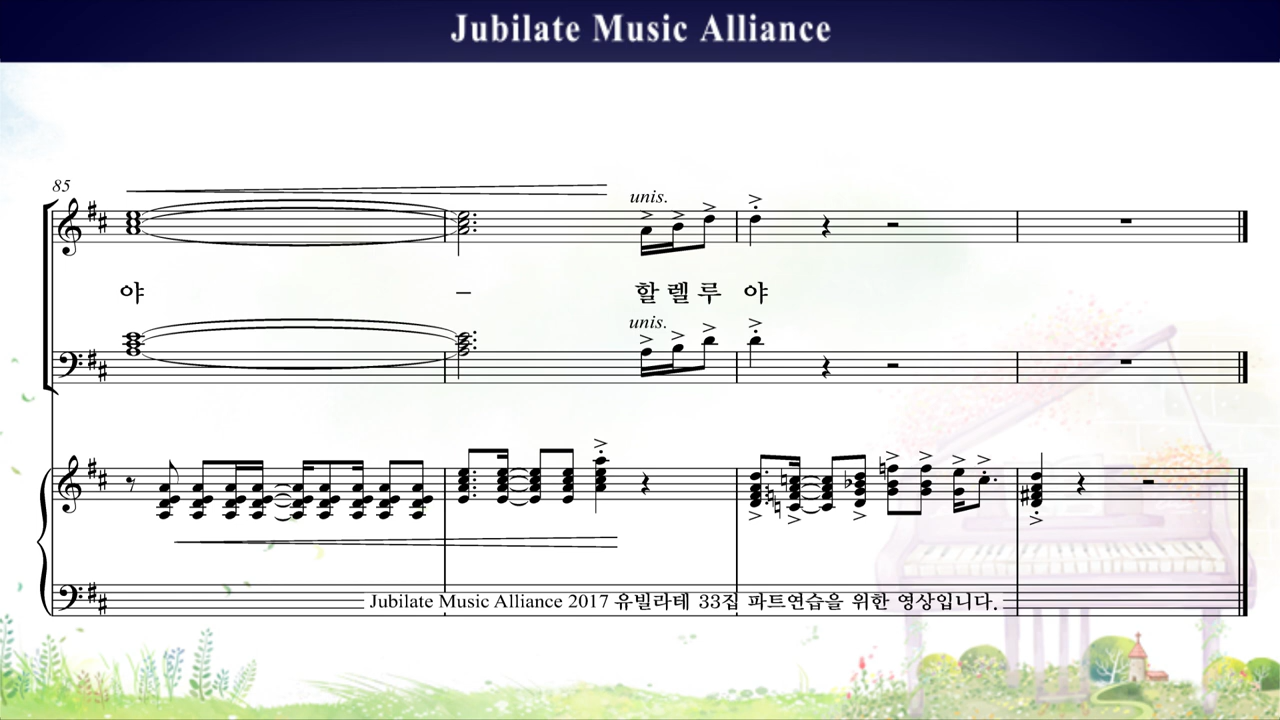 Jubilate Music Alliance
85
unis.
야 – 할 렐 루 야
unis.
Jubilate Music Alliance 2017 유빌라테 33집 파트연습을 위한 영상입니다.